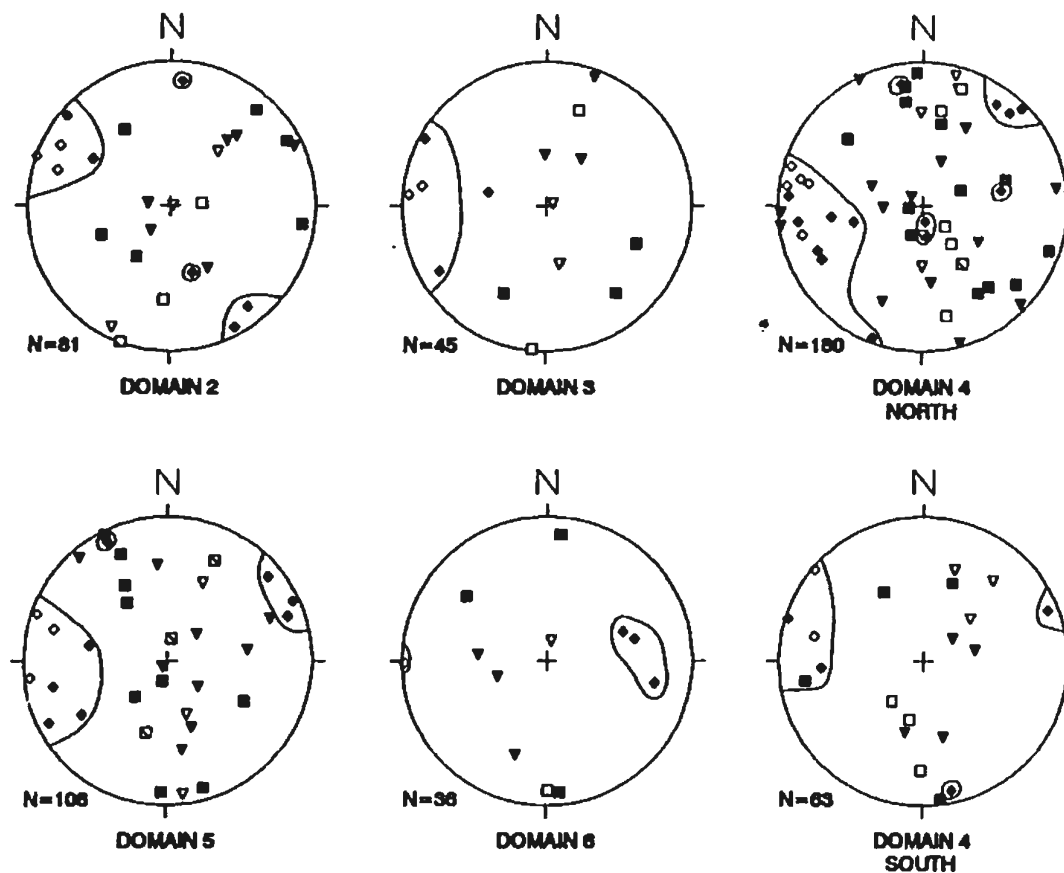 N
N
N
N=81
N=45
N=180
DOMAIN 2
DOMAIN 3
DOMAIN 4
NORTH
N
N
N
N=106
N=36
N=63
DOMAIN 5
DOMAIN 6
DOMAIN 4
SOUTH